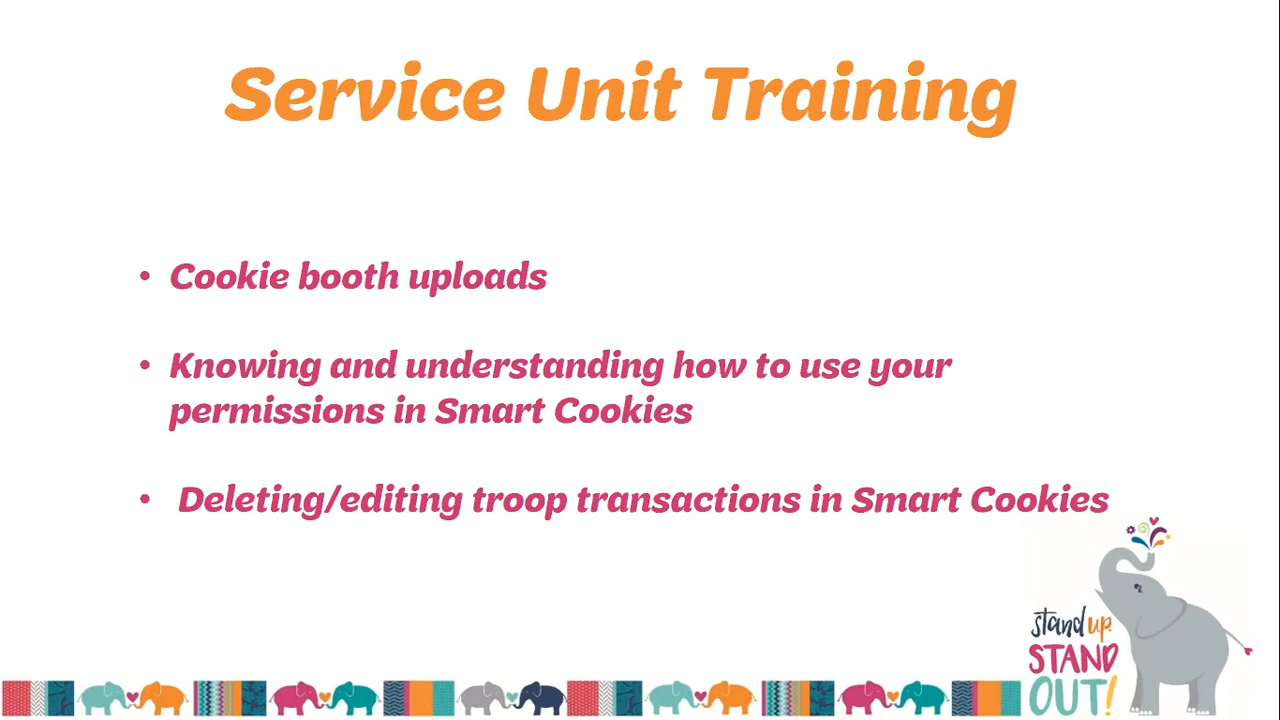 Service Unit Training
• Cookie booth uploads
• Knowing and understanding how to use your
permissions in Smart Cookies
• Deleting/editing troop transactions in Smart Cookies
stand up.
STAND
OUT!